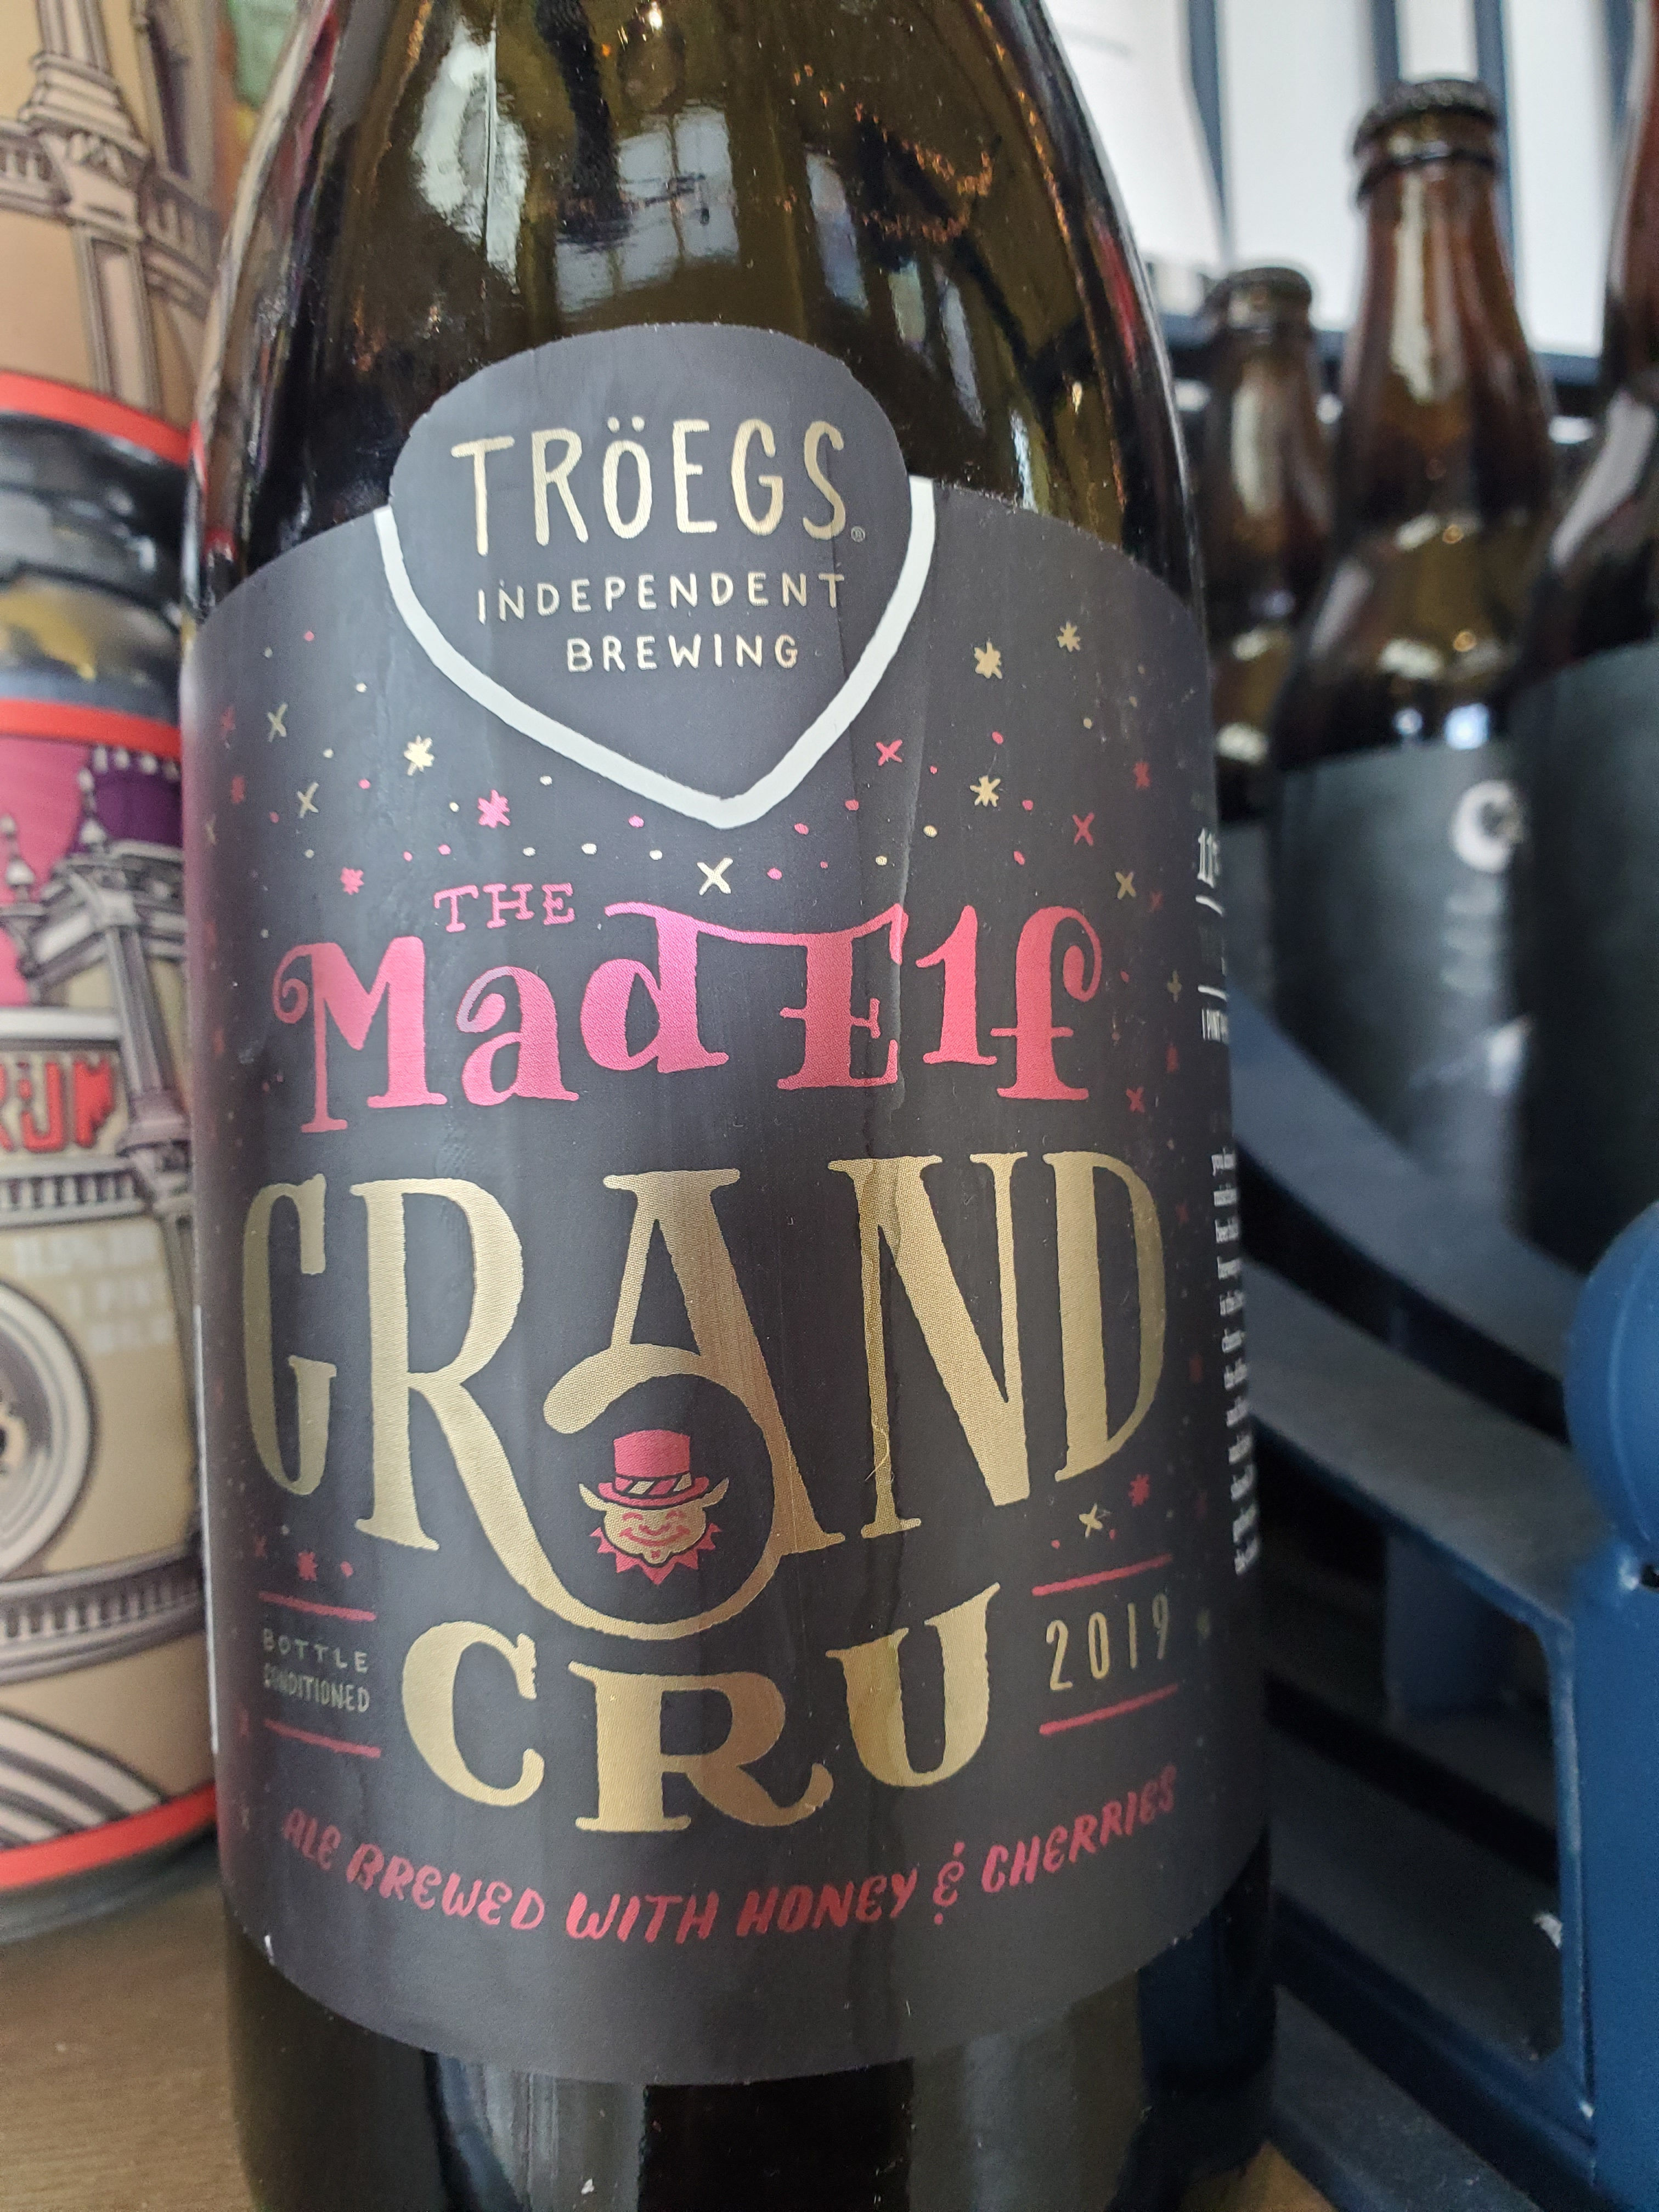 TRÖEGS®
INDEPENDENT
BREWING
THE
Mad Elf
GRAND
CRU
BOTTLE
CONDITIONED
2019
ALE BREWED WITH HONEY & CHERRIES